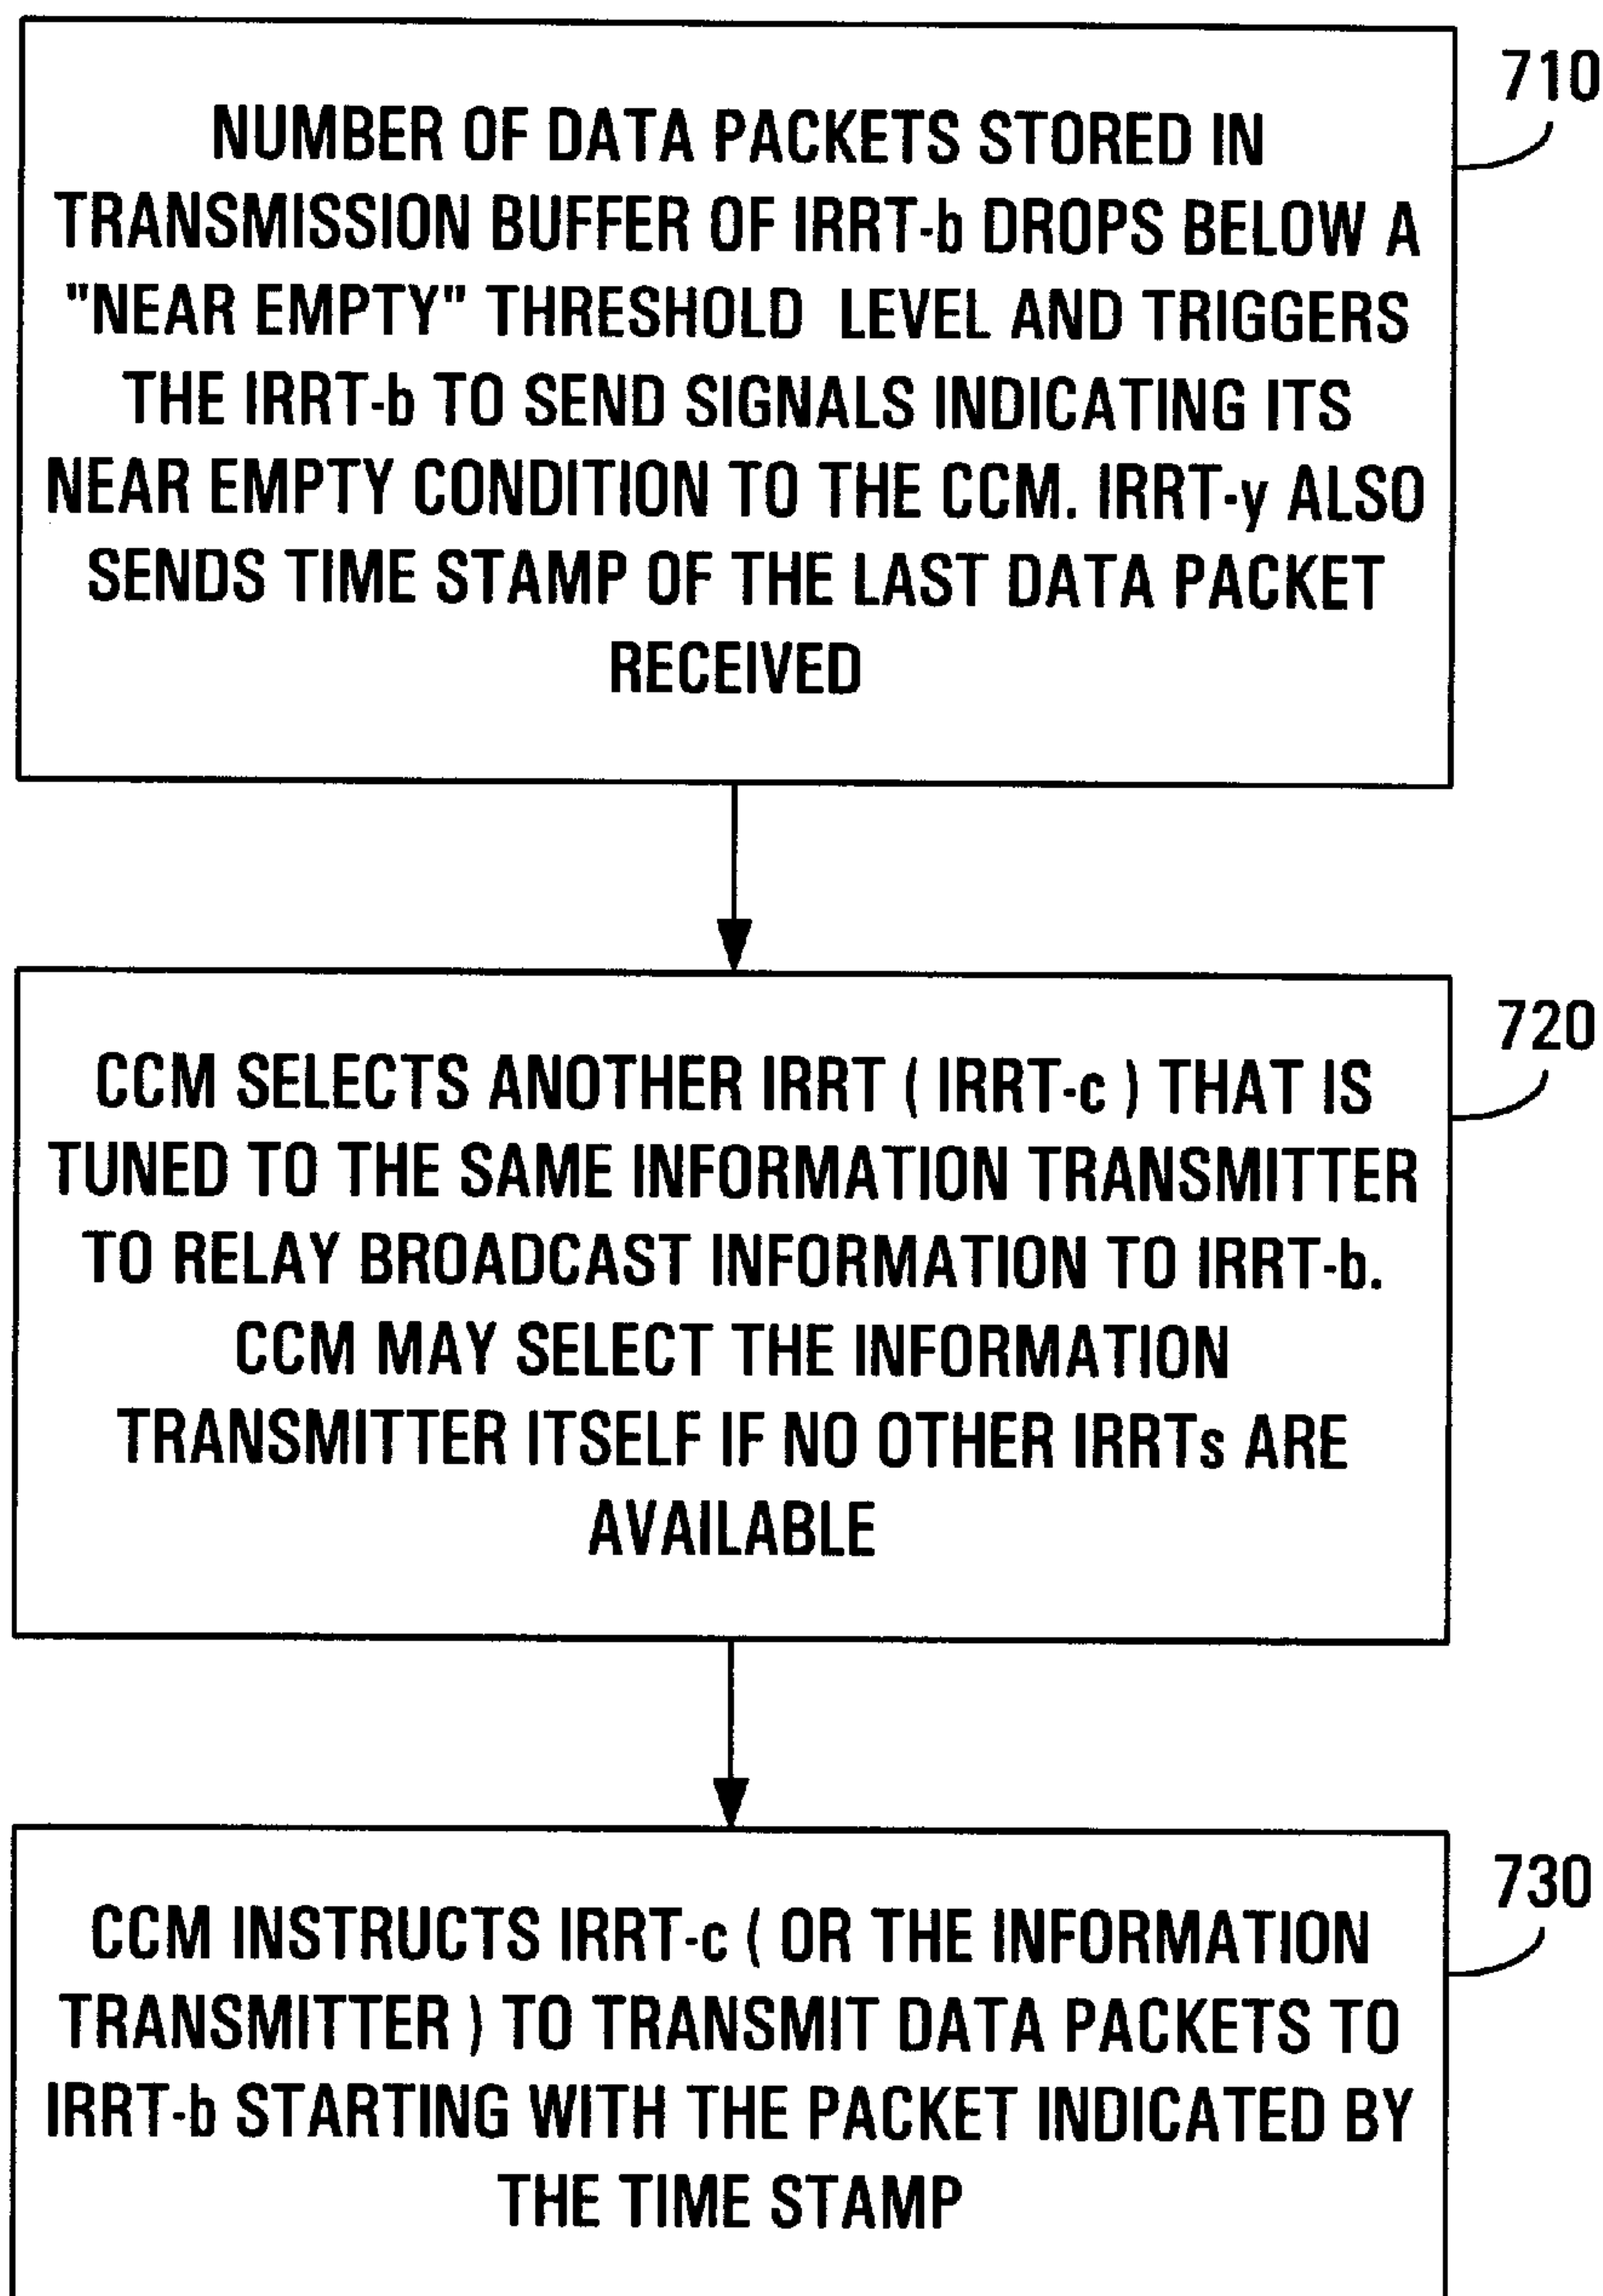 710
NUMBER OF DATA PACKETS STORED IN
TRANSMISSION BUFFER OF IRRT-b DROPS BELOW A
"NEAR EMPTY" THRESHOLD LEVEL AND TRIGGERS
THE IRRT-b TO SEND SIGNALS INDICATING ITS
NEAR EMPTY CONDITION TO THE CCM. IRRT-y ALSO
SENDS TIME STAMP OF THE LAST DATA PACKET
RECEIVED
720
CCM SELECTS ANOTHER IRRT ( IRRT-c ) THAT IS
TUNED TO THE SAME INFORMATION TRANSMITTER
TO RELAY BROADCAST INFORMATION TO IRRT-b.
CCM MAY SELECT THE INFORMATION
TRANSMITTER ITSELF IF NO OTHER IRRTs ARE
AVAILABLE
730
CCM INSTRUCTS IRRT-c ( OR THE INFORMATION
TRANSMITTER ) TO TRANSMIT DATA PACKETS TO
IRRT-b STARTING WITH THE PACKET INDICATED BY
THE TIME STAMP